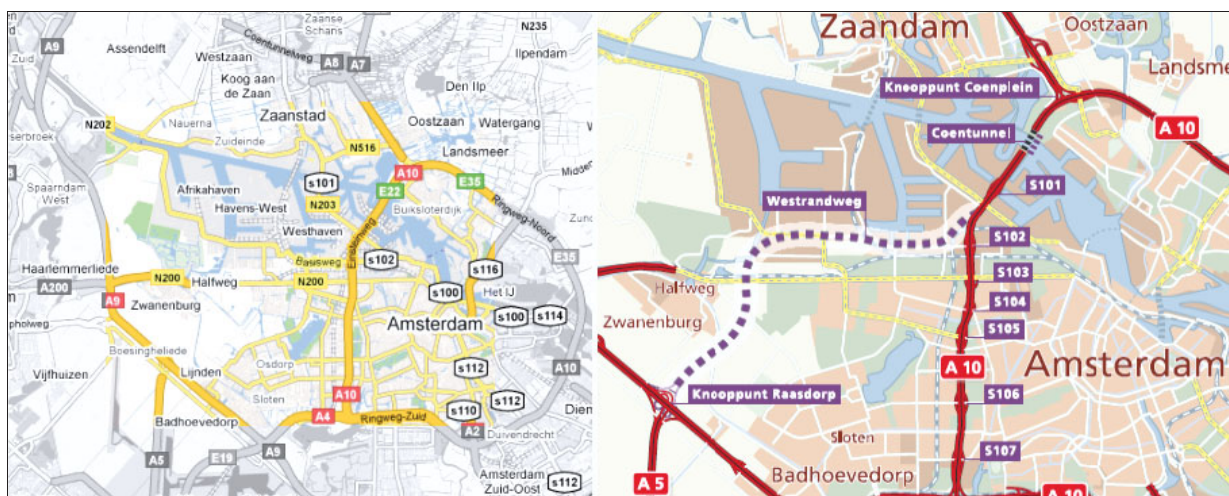 Zaanse
Schans
N235
A9
Zuid
Assendelft
Coentunnelweg
Westzaan
A8
A7
Ilpendam
Koog aan
de Zaan
Den Ilp
Zaanstad
Oostzaan
Watergang
N202
Nauerna
Zuideinde
N516
Landsmeer
A10
s101
E22
E35
Spaarndam
West
Afrikahaven
Havens-West
N203
Buiksloterdijk
Ringweg-Noord
Westhaven
Einsteinweg
Basisweg
s102
E35
Haarlemmerliede
A200
N200
Halfweg
N200
s116
s100
Het IJ
A9
Zwanenburg
Amsterdam
s100
s114
Boesingheliede
Osdorp
s112
A10
Vijfhuizen
Lijnden
Sloten
A10
s112
Badhoevedorp
A4
Ringweg-Zuid
s110
A2
Duivendrecht
A5
E19
A9
Amsterdam
Zuid-Oost
s112
Zaandam
Oostzaan
Landsme
Knooppunt Coenplein
A 10
Coentunnel
S101
Westrandweg
S102
S103
Halfweg
S104
Zwanenburg
S105
A 10
Amsterdam
Knooppunt Raasdorp
S106
Sloten
S107
Badhoevedorp
A 5
A 10